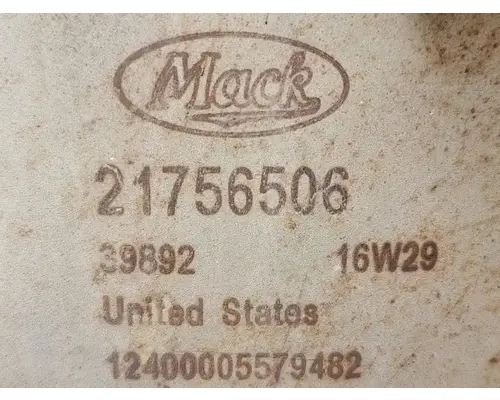 Mack
21756506
39892 16W29
United States
12400005579482